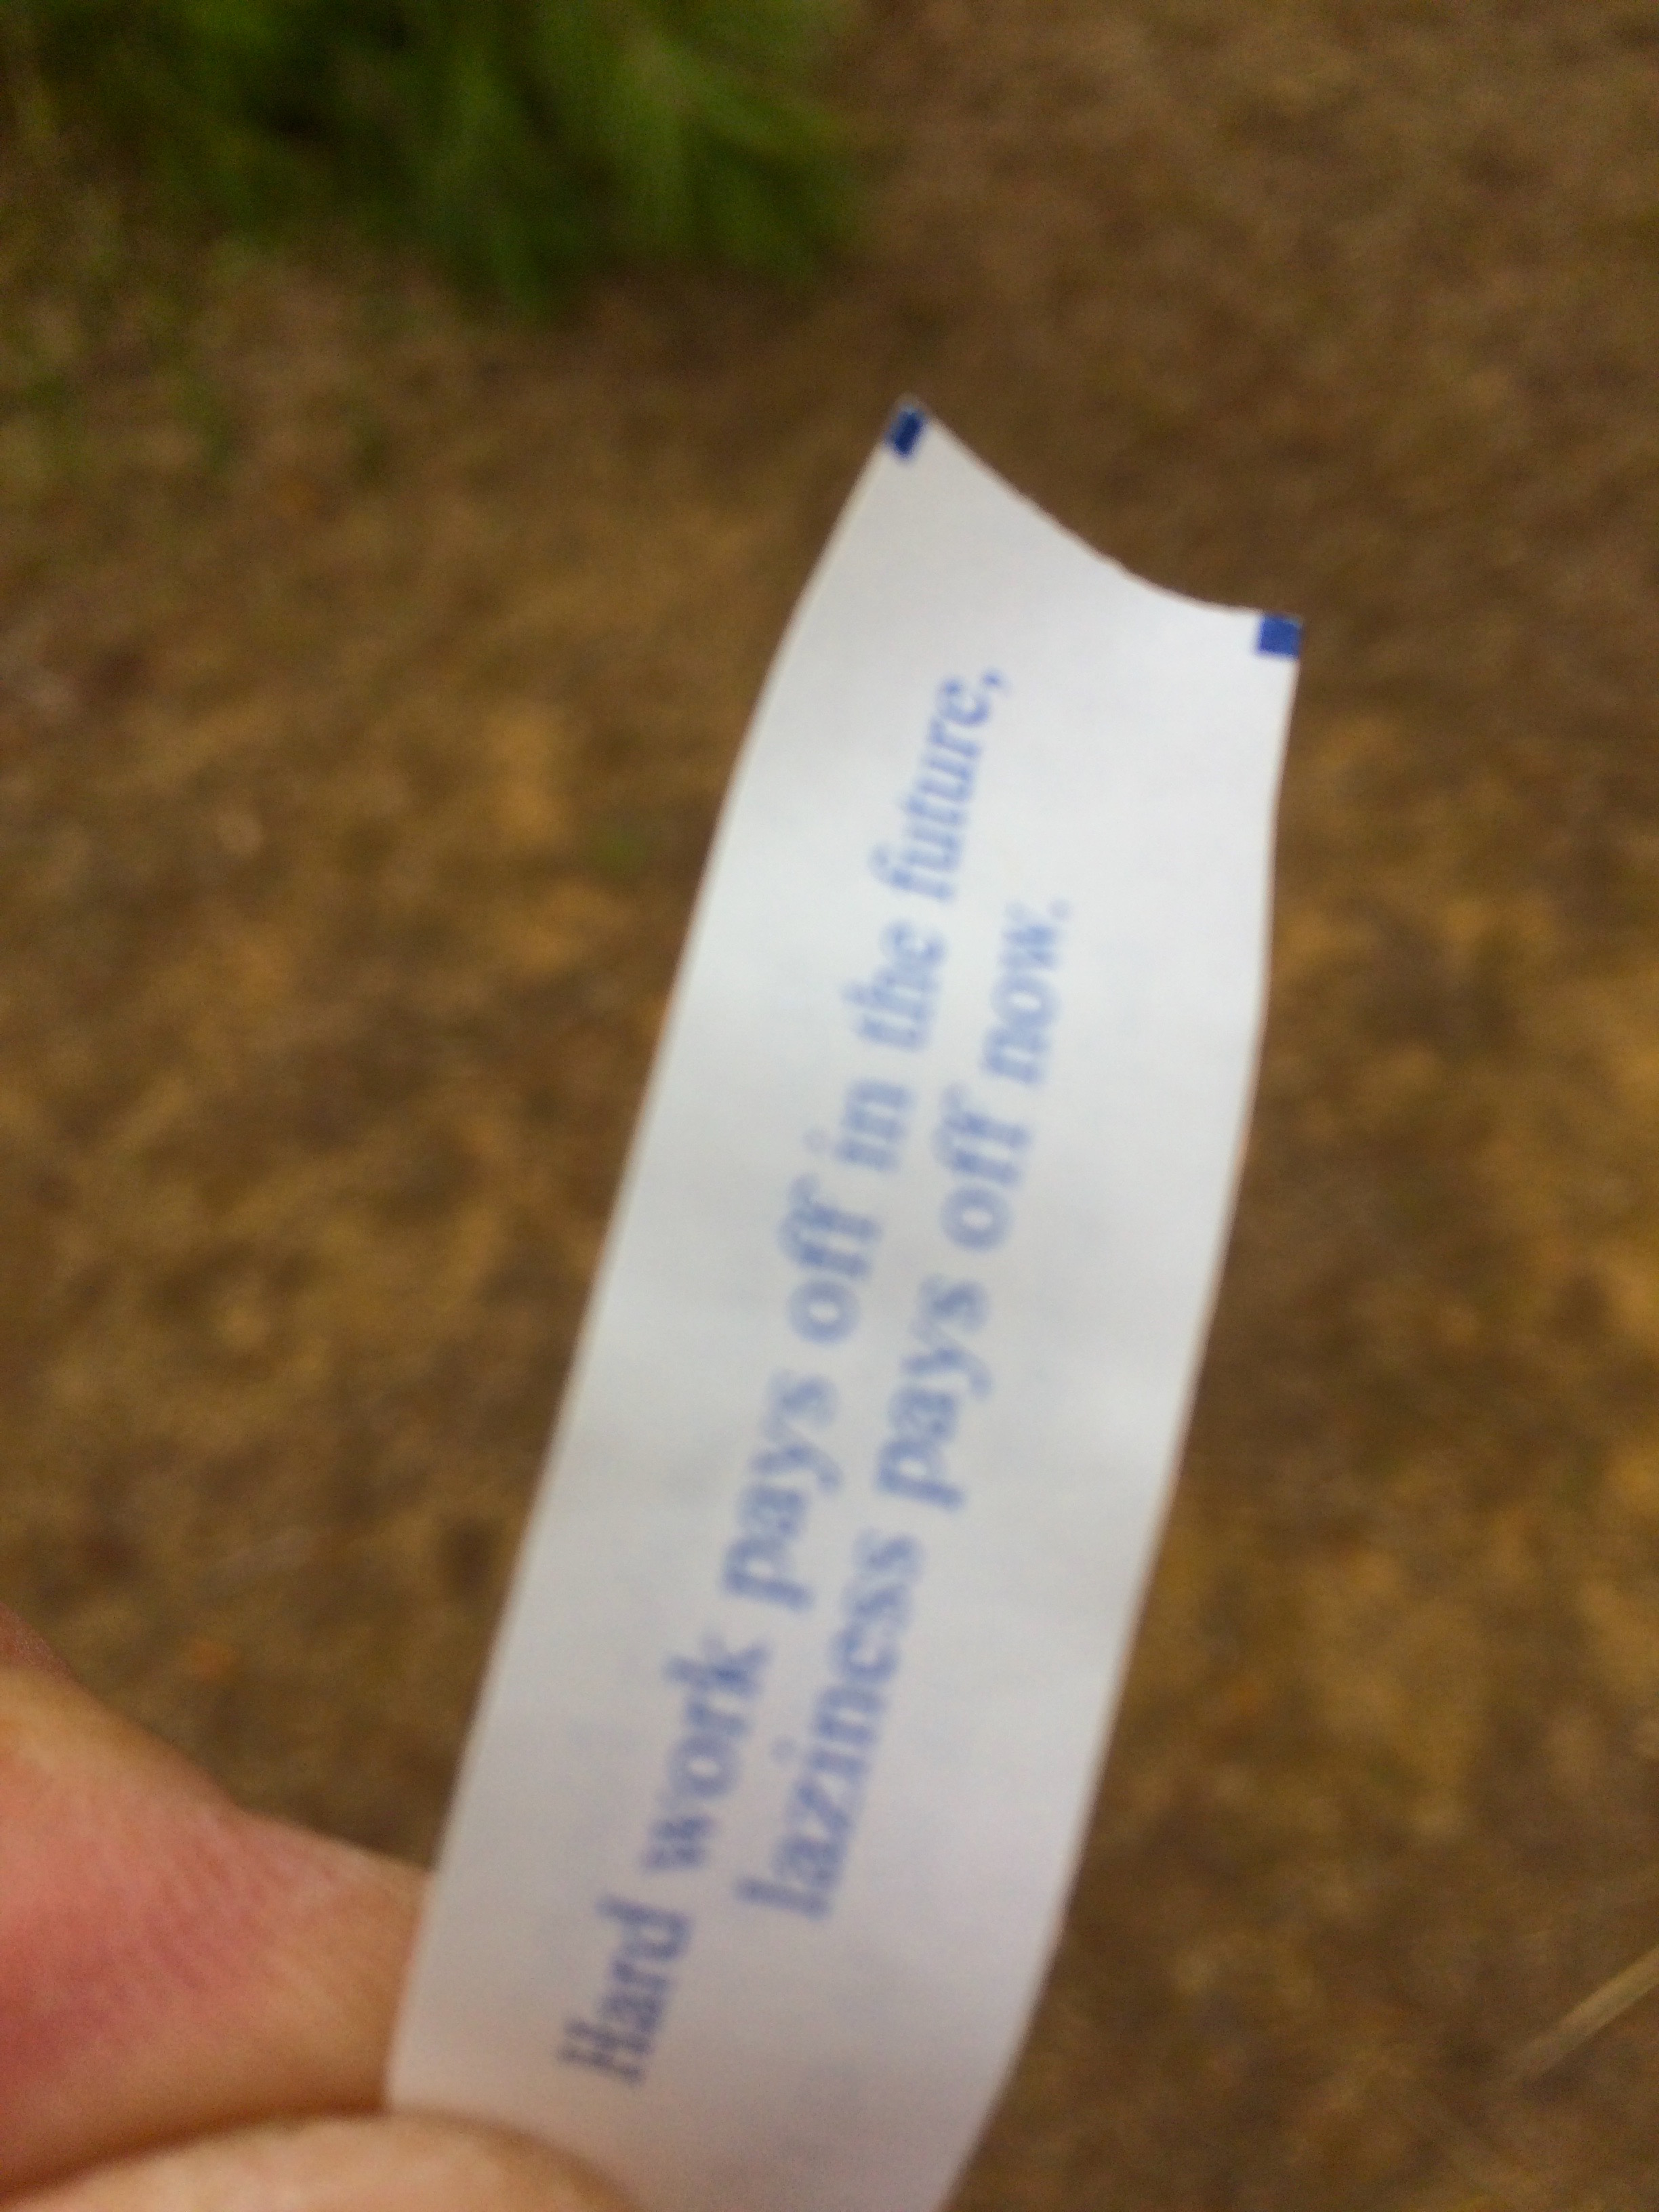 Hard work pays off in the future,
laziness pays off now.